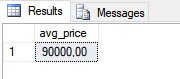 Results Messages
avg_price
1 90000,00